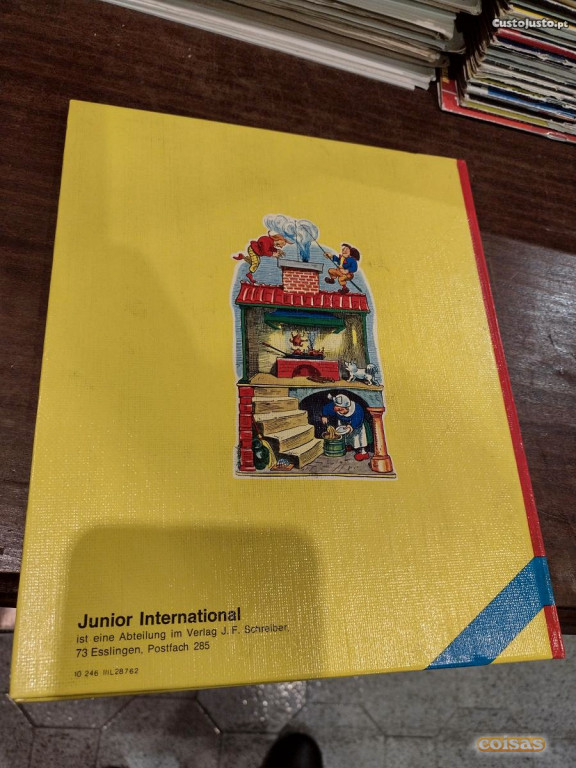 CustoJusto.pt
Junior International
ist eine Abteilung im Verlag J. F. Schreiber,
73 Esslingen, Postfach 285
10 246 IIIL28762
coisas